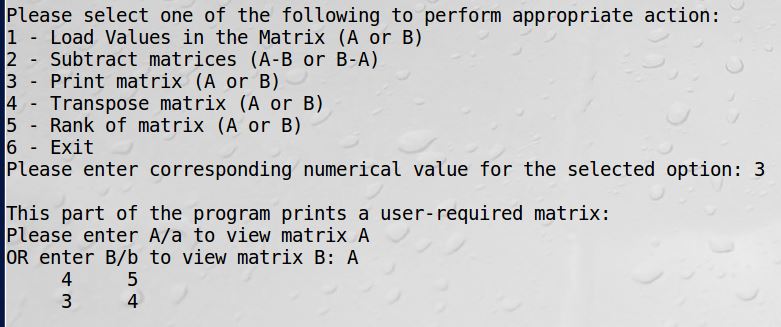 Please select one of the following to perform appropriate action:
1 - Load Values in the Matrix (A or B)
2 - Subtract matrices (A-B or B-A)
3 - Print matrix (A or B)
4 - Transpose matrix (A or B)
5 - Rank of matrix (A or B)
6 - Exit
Please enter corresponding numerical value for the selected option: 3

This part of the program prints a user-required matrix:
Please enter A/a to view matrix A
OR enter B/b to view matrix B: A
4 5
3 4